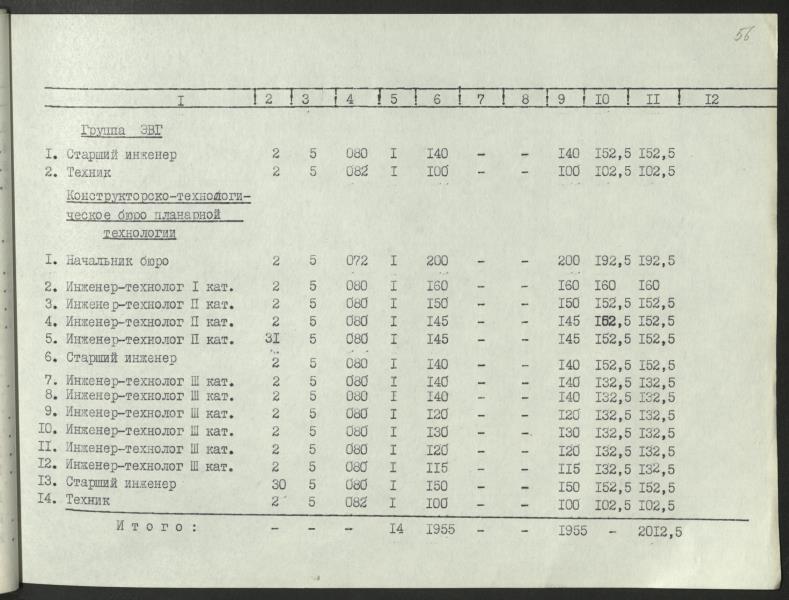 56
I ! 2 ! 3 ! 4 ! 5 ! 6 ! 7 ! 8 ! 9 ! IO ! II ! I2
Группа ЭВГ
I. Старший инженер 2 5 080 I I40 - - I40 I52,5 I52,5
2. Техник 2 5 082 I I00 - - I00 I02,5 I02,5
Конструкторско-технологи-
ческое бюро планарной
технологии
I. Начальник бюро 2 5 072 I 200 - - 200 I92,5 I92,5
2. Инженер-технолог I кат. 2 5 080 I I60 - - I60 I60 I60
3. Инженер-технолог П кат. 2 5 080 I I50 - - I50 I52,5 I52,5
4. Инженер-технолог П кат. 2 5 080 I I45 - - I45 I52,5 I52,5
5. Инженер-технолог П кат. 3I 5 080 I I45 - - I45 I52,5 I52,5
6. Старший инженер 2 5 080 I I40 - - I40 I52,5 I52,5
7. Инженер-технолог Ш кат. 2 5 080 I I40 - - I40 I32,5 I32,5
8. Инженер-технолог Ш кат. 2 5 080 I I40 - - I40 I32,5 I32,5
9. Инженер-технолог Ш кат. 2 5 080 I I20 - - I20 I32,5 I32,5
IO. Инженер-технолог Ш кат. 2 5 080 I I30 - - I30 I32,5 I32,5
II. Инженер-технолог Ш кат. 2 5 080 I I20 - - I20 I32,5 I32,5
I2. Инженер-технолог Ш кат. 2 5 080 I II5 - - II5 I32,5 I32,5
I3. Старший инженер 30 5 080 I I50 - - I50 I52,5 I52,5
I4. Техник 2 5 082 I I00 - - I00 I02,5 I02,5
Итого: - - - I4 I955 - - I955 - 20I2,5